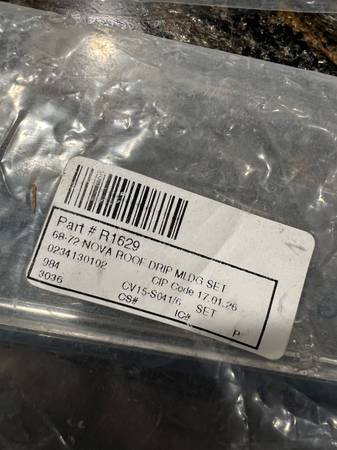 Part # R1629
68-72 NOVA ROOF DRIP MLDG SET
0234130102 CIP Code 17.01.26
984 CV15-S041/6 SET
3036 CS# IC# P